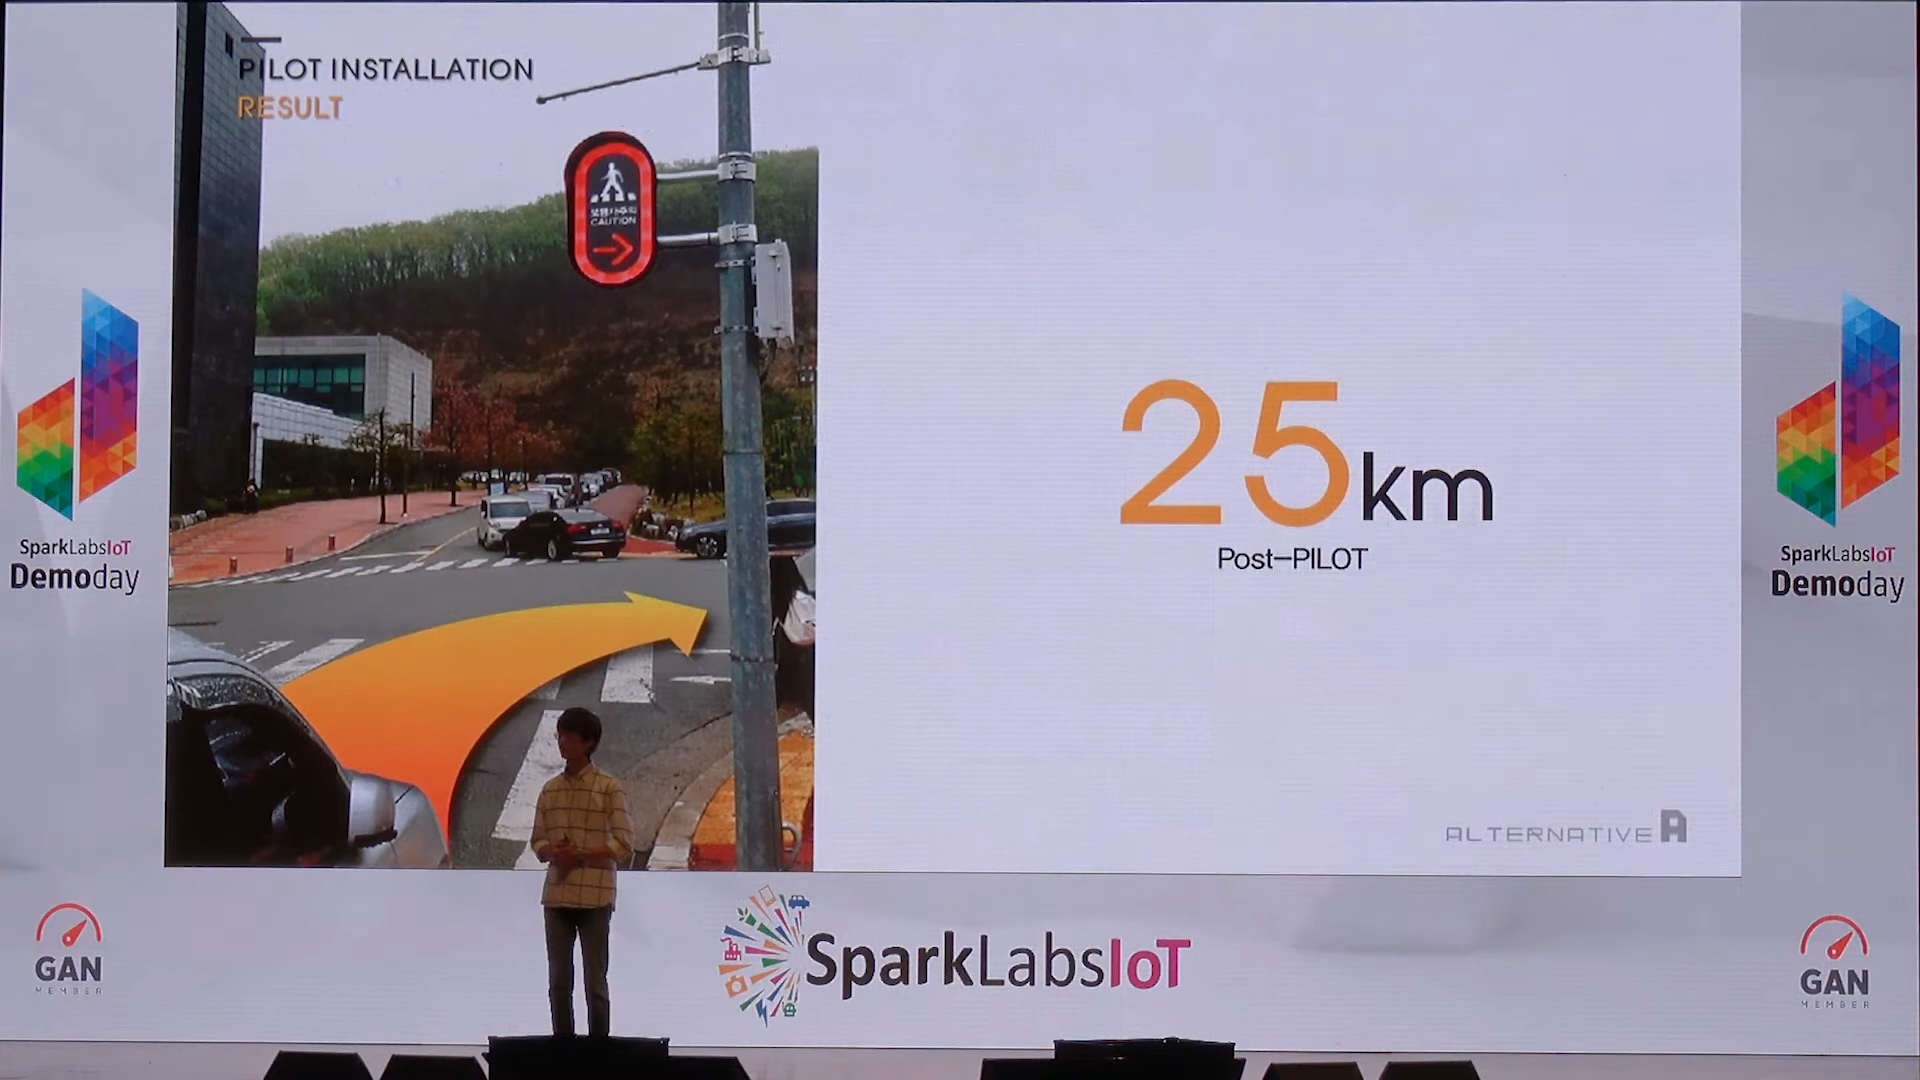 PILOT INSTALLATION
RESULT
CAUTION
25km
Post-PILOT
ALTERNATIVE A
SparkLabsIoT
Demoday
SparkLabsIoT
Demoday
GAN
MEMBER
SparkLabsIoT
GAN
MEMBER